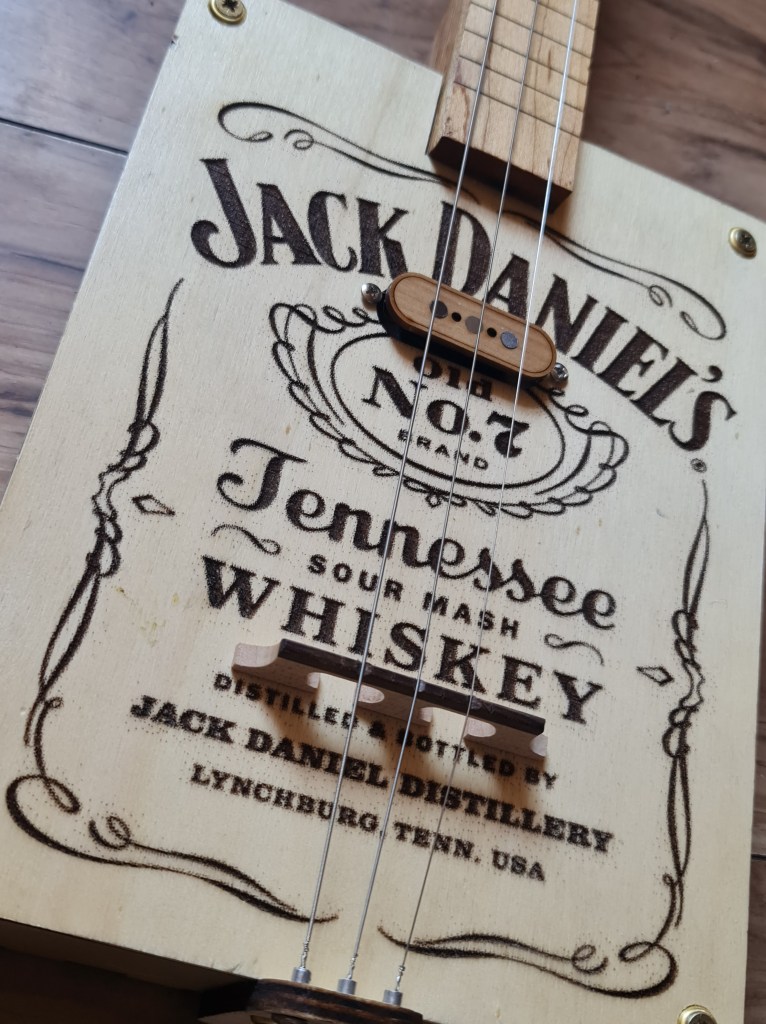 JACK DANIEL'S
Old
NO.7
BRAND
Tennessee
SOUR MASH
WHISKEY
DISTILLED & BOTTLED BY
JACK DANIEL DISTILLERY
LYNCHBURG, TENN. USA